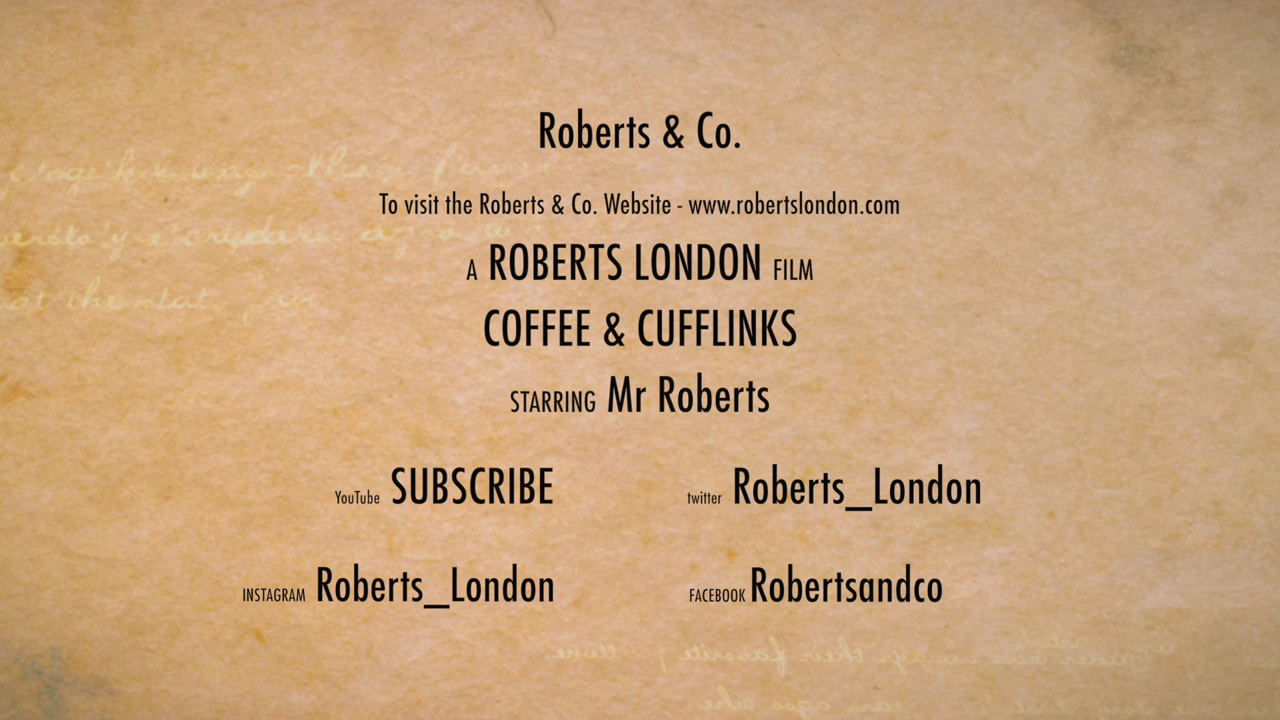 Roberts & Co.
To visit the Roberts & Co. Website - www.robertslondon.com
A ROBERTS LONDON FILM
COFFEE & CUFFLINKS
STARRING Mr Roberts
YouTube SUBSCRIBE
twitter Roberts_London
INSTAGRAM Roberts_London
FACEBOOK Robertsandco